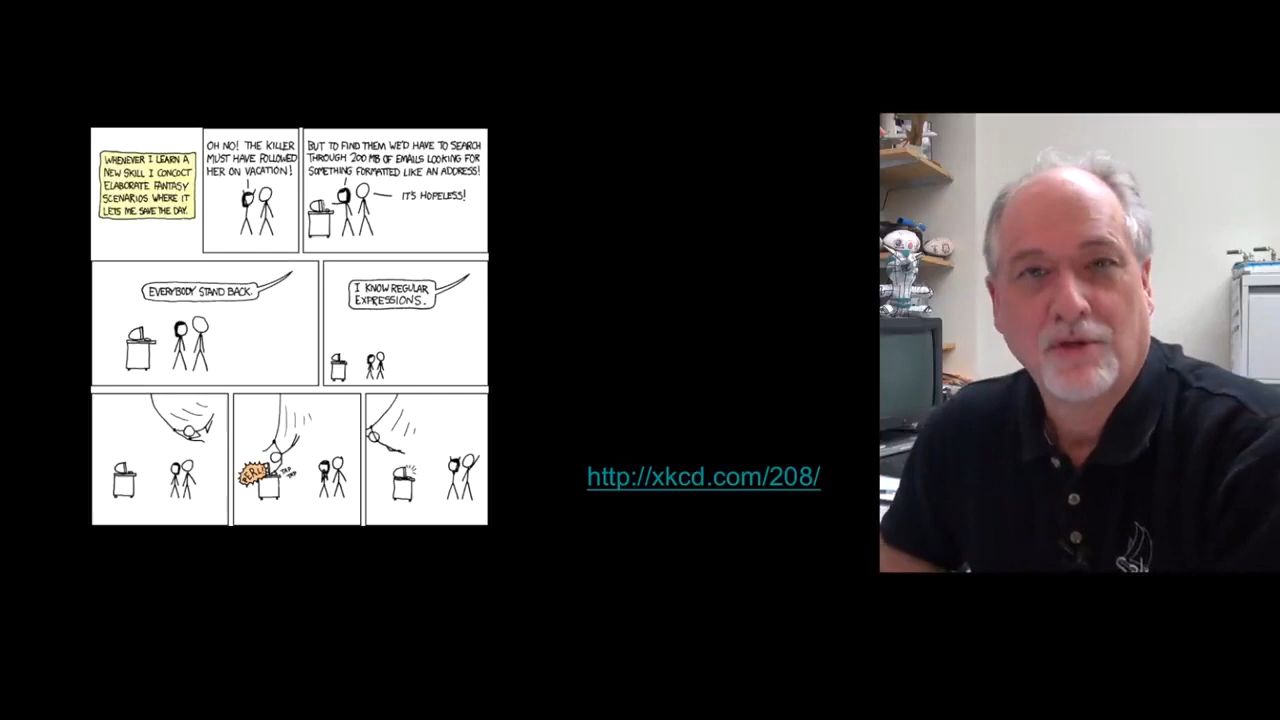 WHENEVER I LEARN A
NEW SKILL I CONCOCT
ELABORATE FANTASY
SCENARIOS WHERE IT
LETS ME SAVE THE DAY.
OH NO! THE KILLER
MUST HAVE FOLLOWED
HER ON VACATION!
BUT TO FIND THEM WE'D HAVE TO SEARCH
THROUGH 200 MB OF EMAILS LOOKING FOR
SOMETHING FORMATTED LIKE AN ADDRESS!
IT'S HOPELESS!
EVERYBODY STAND BACK.
I KNOW REGULAR
EXPRESSIONS.
PERL!
TAP
TAP
http://xkcd.com/208/